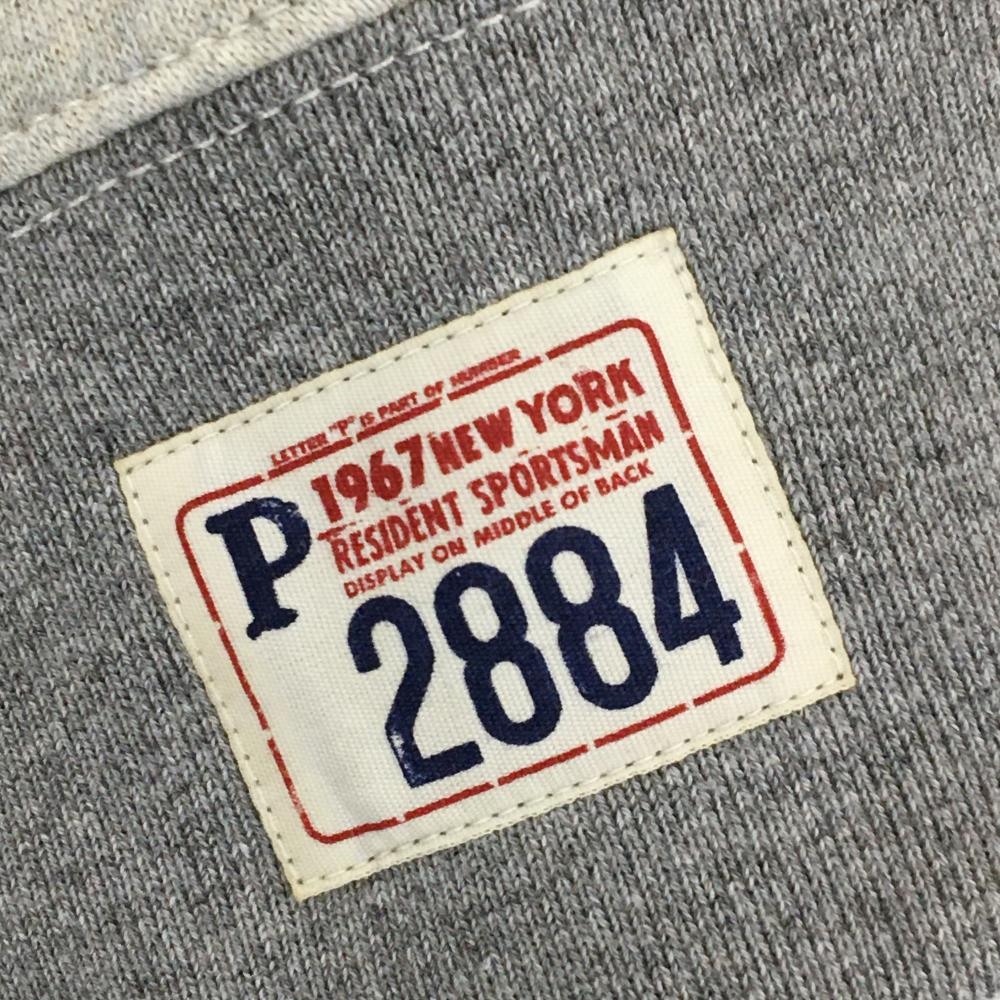 LETTER "P" IS PART OF NUMBER
P 1967 NEW YORK
RESIDENT SPORTSMAN
DISPLAY ON MIDDLE OF BACK
2884